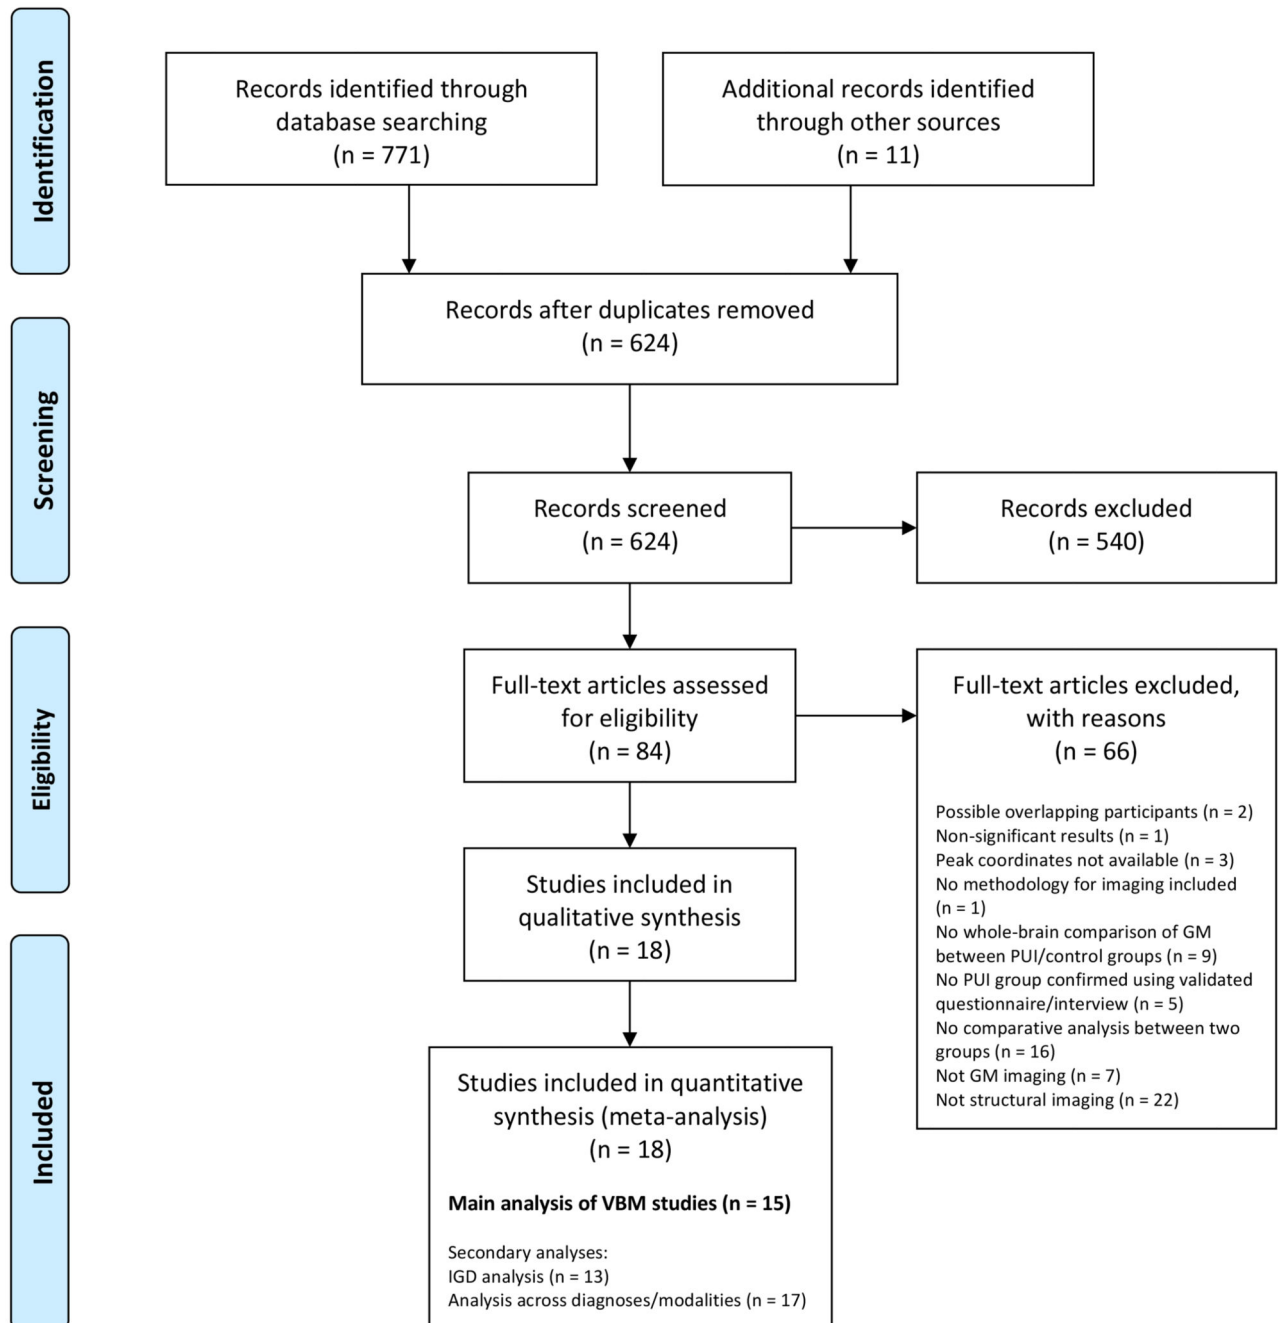 Identification
Records identified through
database searching
(n = 771)
Additional records identified
through other sources
(n = 11)
Records after duplicates removed
(n = 624)
Screening
Records screened
(n = 624)
Records excluded
(n = 540)
Eligibility
Full-text articles assessed
for eligibility
(n = 84)
Full-text articles excluded,
with reasons
(n = 66)
Possible overlapping participants (n = 2)
Non-significant results (n = 1)
Peak coordinates not available (n = 3)
No methodology for imaging included
(n = 1)
No whole-brain comparison of GM
between PUI/control groups (n = 9)
No PUI group confirmed using validated
questionnaire/interview (n = 5)
No comparative analysis between two
groups (n = 16)
Not GM imaging (n = 7)
Not structural imaging (n = 22)
Studies included in
qualitative synthesis
(n = 18)
Included
Studies included in quantitative
synthesis (meta-analysis)
(n = 18)
Main analysis of VBM studies (n = 15)
Secondary analyses:
IGD analysis (n = 13)
Analysis across diagnoses/modalities (n = 17)